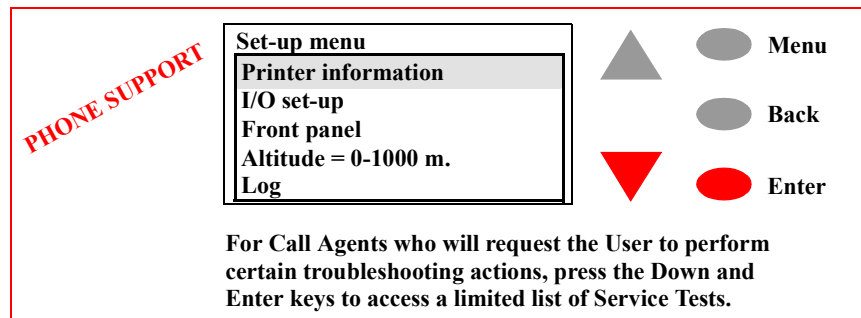 PHONE SUPPORT
Set-up menu
Printer information
I/O set-up
Front panel
Altitude = 0-1000 m.
Log
Menu
Back
Enter
For Call Agents who will request the User to perform
certain troubleshooting actions, press the Down and
Enter keys to access a limited list of Service Tests.